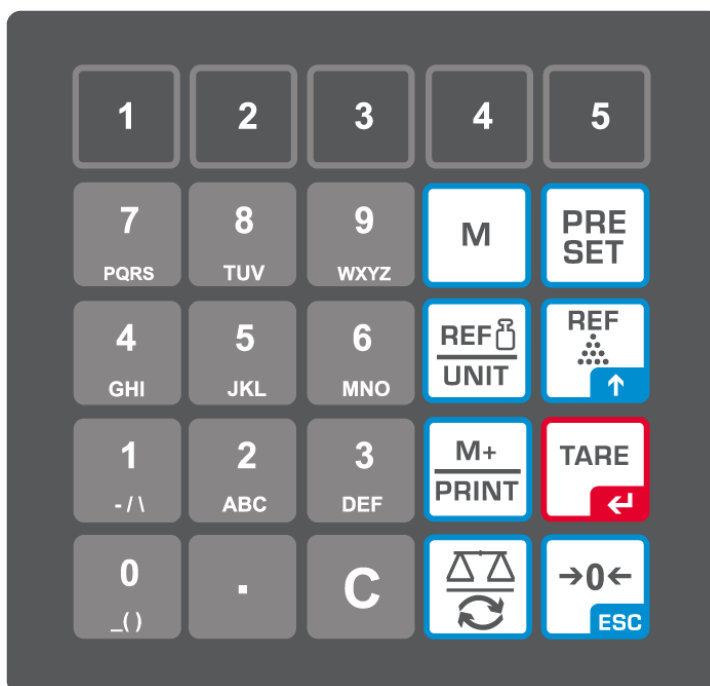 1 2 3 4 5
7 8 9 M PRE
PQRS TUV WXYZ SET
4 5 6 REF REF
GHI JKL MNO UNIT ↑
1 2 3 M+ TARE
- / \ ABC DEF PRINT ↵
0 . C →0←
_( ) ESC